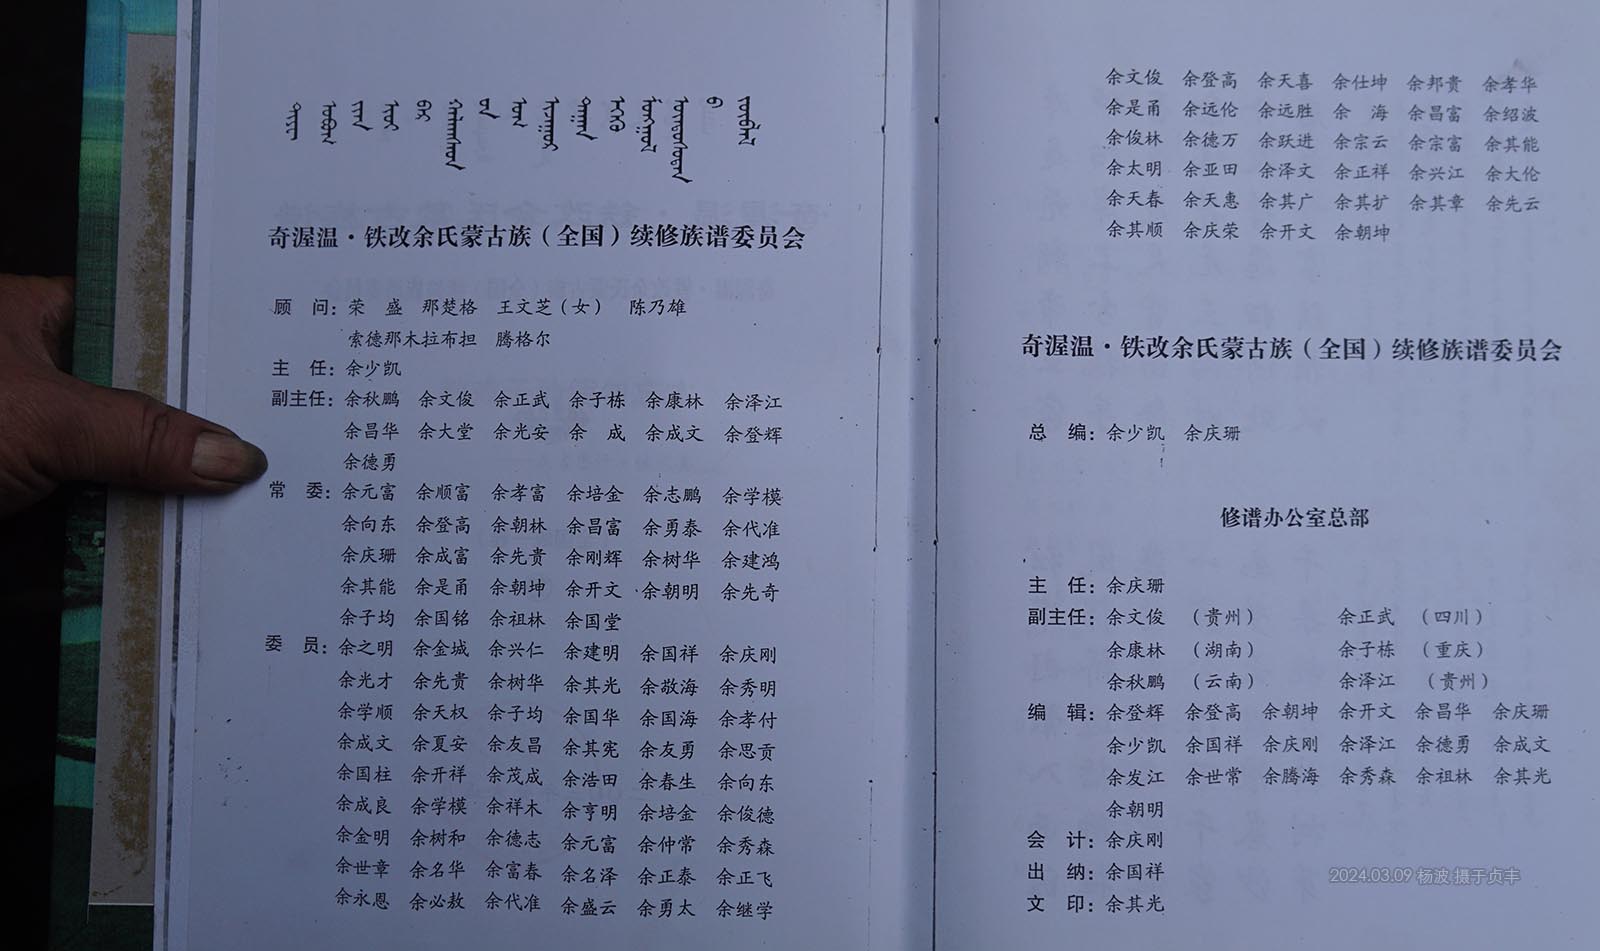 奇渥温·铁改余氏蒙古族（全国）续修族谱委员会
顾　问：荣　盛　那楚格　王文芝（女）　陈乃雄
索德那木拉布担　腾格尔
主　任：余少凯
副主任：余秋鹏　余文俊　余正武　余子栋　余康林　余泽江
余昌华　余大堂　余光安　余　成　余成文　余登辉
余德勇
常　委：余元富　余顺富　余孝富　余培金　余志鹏　余学模
余向东　余登高　余朝林　余昌富　余勇泰　余代准
余庆珊　余成富　余先贵　余刚辉　余树华　余建鸿
余其能　余是甬　余朝坤　余开文　余朝明　余先奇
余子均　余国铭　余祖林　余国堂
委　员：余之明　余金城　余兴仁　余建明　余国祥　余庆刚
余光才　余先贵　余树华　余其光　余敬海　余秀明
余学顺　余天权　余子均　余国华　余国海　余孝付
余成文　余夏安　余友昌　余其宪　余友勇　余思贡
余国柱　余开祥　余茂成　余浩田　余春生　余向东
余成良　余学模　余祥木　余亨明　余培金　余俊德
余金明　余树和　余德志　余元富　余仲常　余秀森
余世章　余名华　余富春　余名泽　余正泰　余正飞
余永恩　余必敖　余代准　余盛云　余勇太　余继学
余文俊　余登高　余天喜　余仕坤　余邦贵　余孝华
余是甬　余远伦　余远胜　余　海　余昌富　余绍波
余俊林　余德万　余跃进　余宗云　余宗富　余其能
余太明　余亚田　余泽文　余正祥　余兴江　余大伦
余天春　余天惠　余其广　余其扩　余其章　余先云
余其顺　余庆荣　余开文　余朝坤
奇渥温·铁改余氏蒙古族（全国）续修族谱委员会
总　编：余少凯　余庆珊
修谱办公室总部
主　任：余庆珊
副主任：余文俊　（贵州）　余正武　（四川）
余康林　（湖南）　余子栋　（重庆）
余秋鹏　（云南）　余泽江　（贵州）
编　辑：余登辉　余登高　余朝坤　余开文　余昌华　余庆珊
余少凯　余国祥　余庆刚　余泽江　余德勇　余成文
余发江　余世常　余腾海　余秀森　余祖林　余其光
余朝明
会　计：余庆刚
出　纳：余国祥
文　印：余其光
2024.03.09 杨波 摄于贞丰